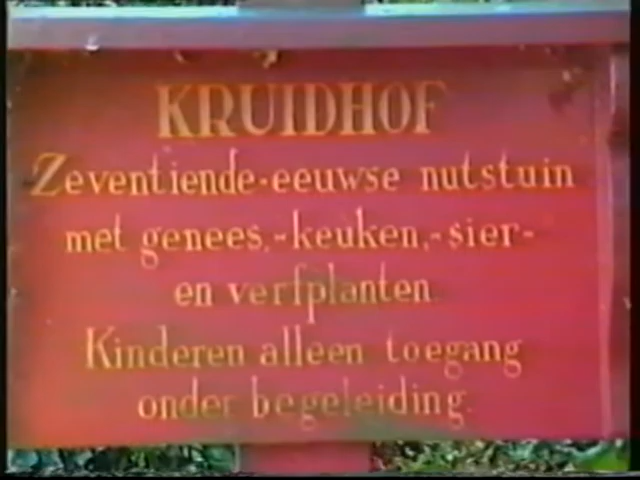 KRUIDHOF
Zeventiende-eeuwse nutstuin
met genees,-keuken,-sier-
en verfplanten
Kinderen alleen toegang
onder begeleiding.